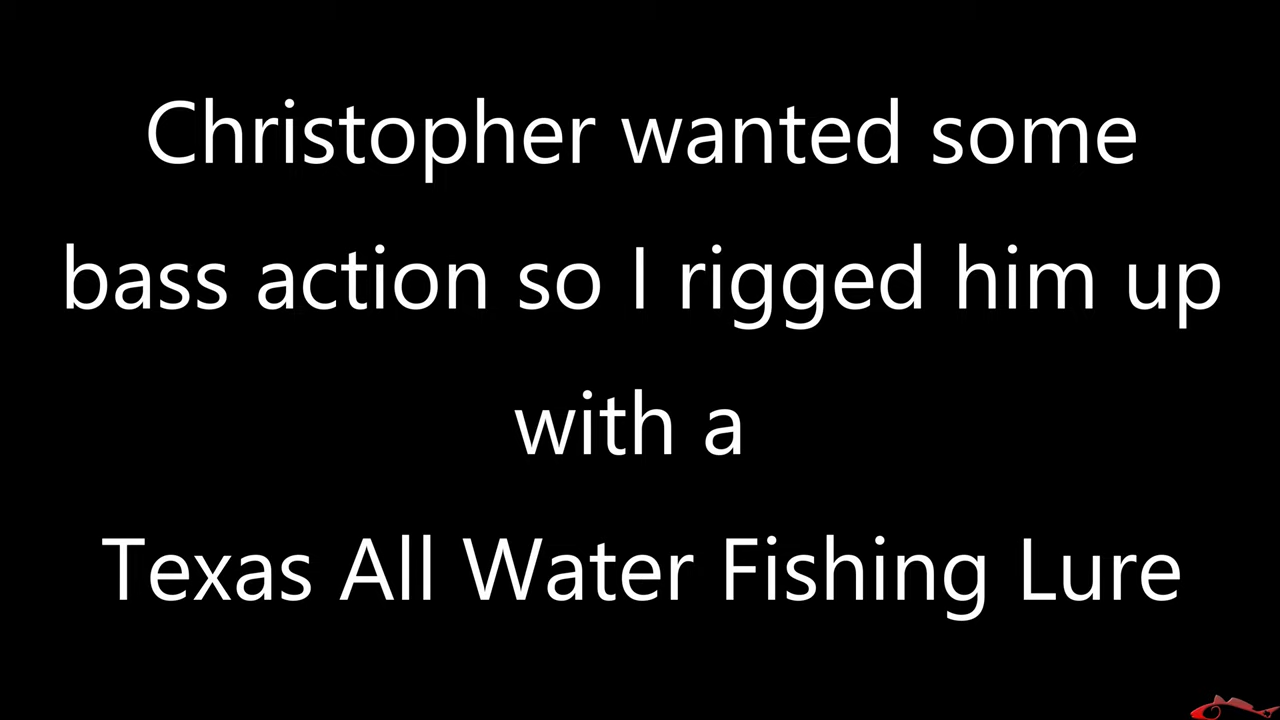 Christopher wanted some
bass action so I rigged him up
with a
Texas All Water Fishing Lure